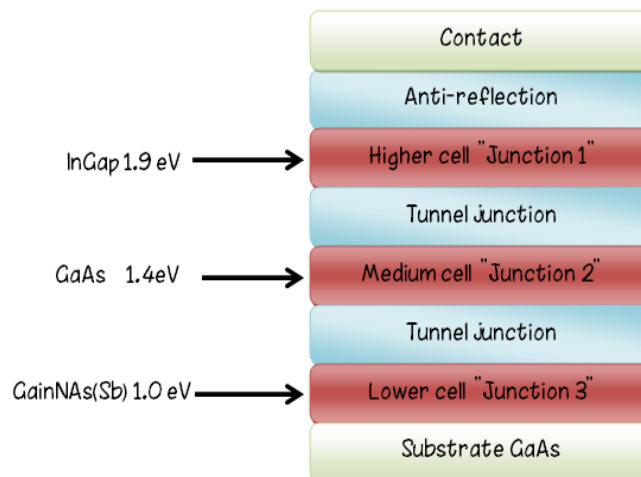 Contact
Anti-reflection
InGap 1.9 eV
Higher cell "Junction 1"
Tunnel junction
GaAs 1.4eV
Medium cell "Junction 2"
Tunnel junction
GainNAs(Sb) 1.0 eV
Lower cell "Junction 3"
Substrate GaAs